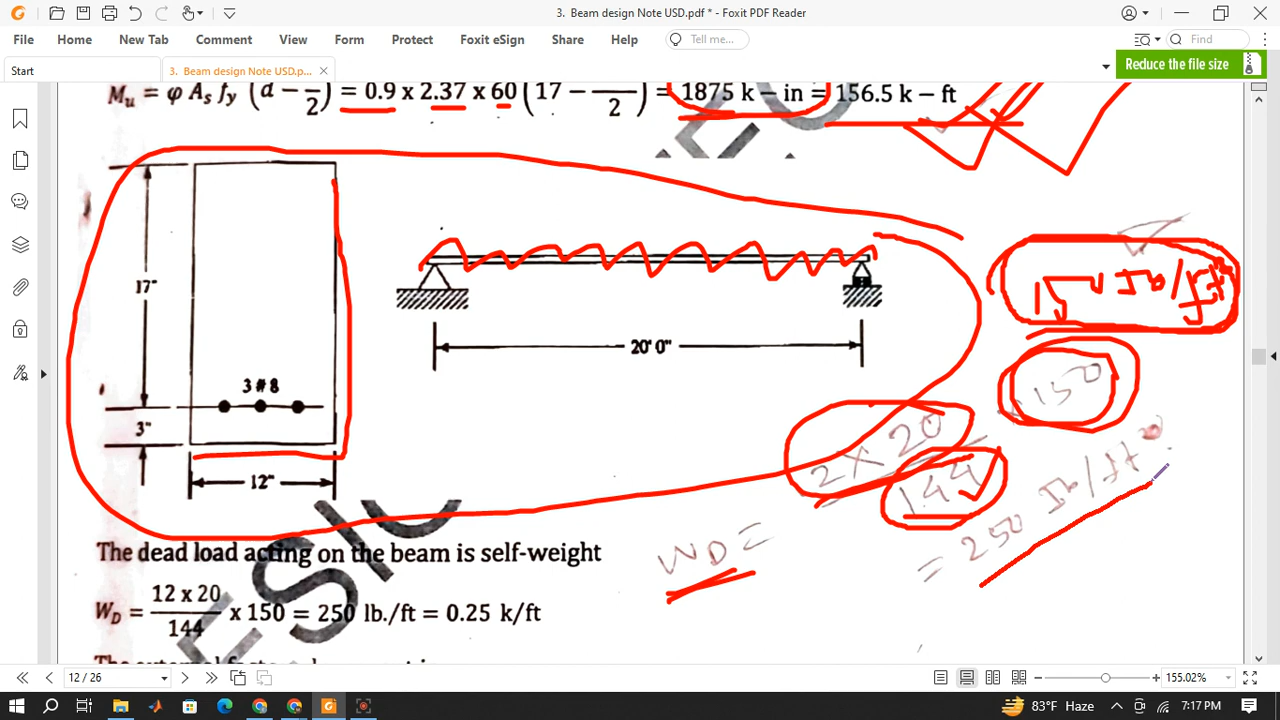 3. Beam design Note USD.pdf * - Foxit PDF Reader
File Home New Tab Comment View Form Protect Foxit eSign Share Help Tell me... Find
Start 3. Beam design Note USD.p... Reduce the file size
Mu = φ As fy (d − —/2) = 0.9 x 2.37 x 60 (17 − —/2) = 1875 k − in = 156.5 k − ft
17"
150 lb/ft³
20' 0"
3 # 8
x 150
3"
2 x 20
144
12"
= 250 lb/ft
WD =
The dead load acting on the beam is self-weight
WD = 12 x 20 / 144 x 150 = 250 lb./ft = 0.25 k/ft
12 / 26 155.02%
83°F Haze 7:17 PM